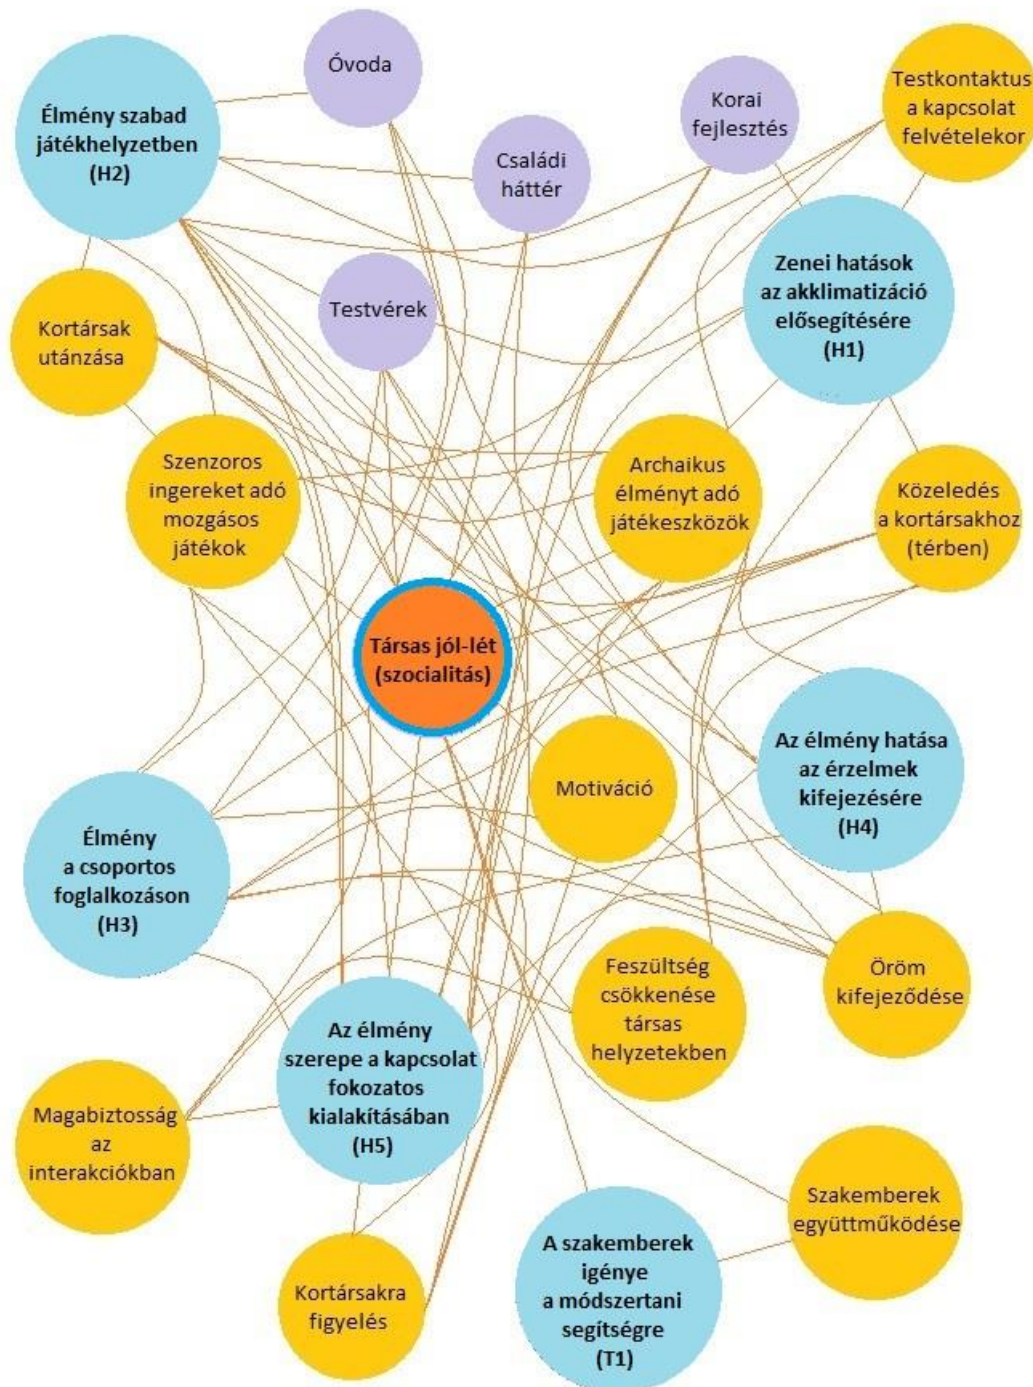 Óvoda
Élmény szabad
játékhelyzetben
(H2)
Családi
háttér
Korai
fejlesztés
Testkontaktus
a kapcsolat
felvételekor
Testvérek
Zenei hatások
az akklimatizáció
elősegítésére
(H1)
Kortársak
utánzása
Szenzoros
ingereket adó
mozgásos
játékok
Archaikus
élményt adó
játékeszközök
Közeledés
a kortársakhoz
(térben)
Társas jól-lét
(szocialitás)
Motiváció
Az élmény hatása
az érzelmek
kifejezésére
(H4)
Élmény
a csoportos
foglalkozáson
(H3)
Feszültség
csökkenése
társas
helyzetekben
Öröm
kifejeződése
Az élmény
szerepe a kapcsolat
fokozatos
kialakításában
(H5)
Magabiztosság
az
interakciókban
Szakemberek
együttműködése
Kortársakra
figyelés
A szakemberek
igénye
a módszertani
segítségre
(T1)